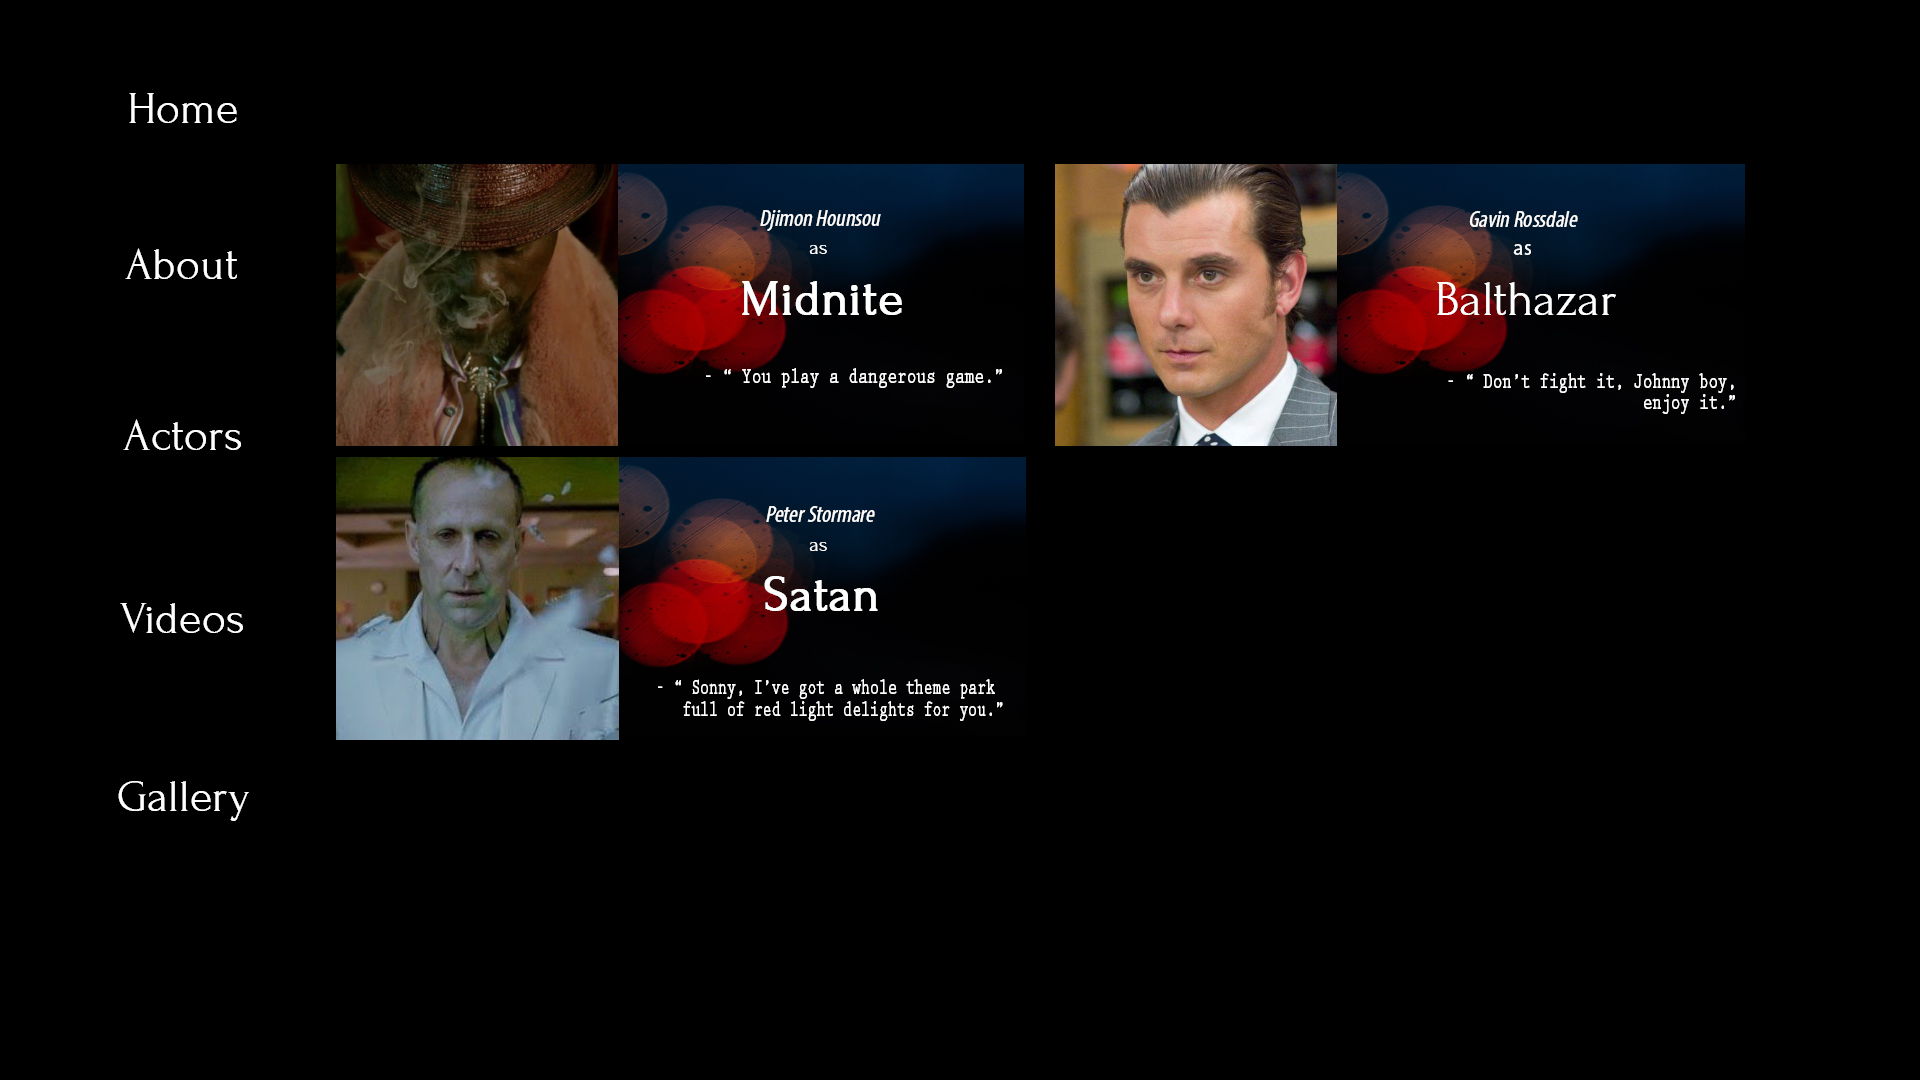 Home
About
Actors
Videos
Gallery
Djimon Hounsou
as
Midnite
- “ You play a dangerous game.”
Gavin Rossdale
as
Balthazar
- “ Don’t fight it, Johnny boy,
enjoy it.”
Peter Stormare
as
Satan
- “ Sonny, I’ve got a whole theme park
full of red light delights for you.”